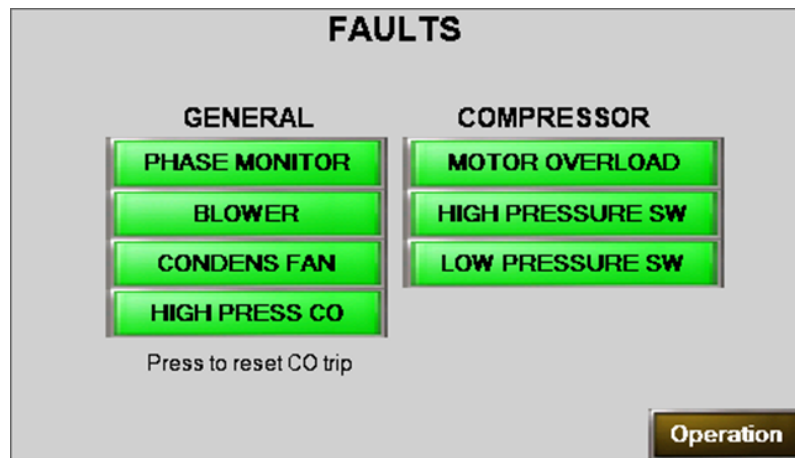 FAULTS
GENERAL
PHASE MONITOR
BLOWER
CONDENS FAN
HIGH PRESS CO
Press to reset CO trip
COMPRESSOR
MOTOR OVERLOAD
HIGH PRESSURE SW
LOW PRESSURE SW
Operation